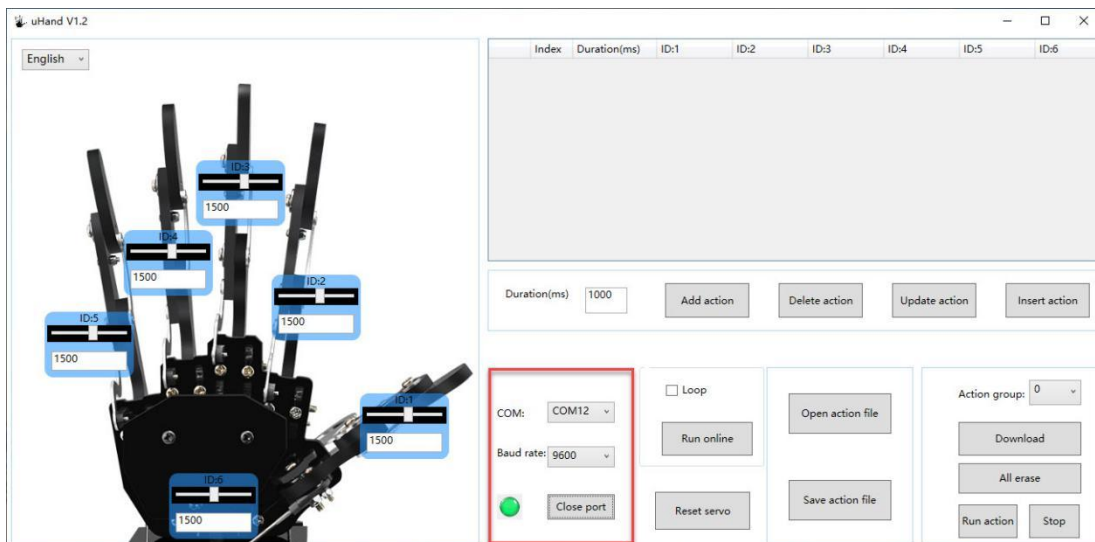 uHand V1.2
English
ID:3
1500
ID:4
1500
ID:2
1500
ID:5
1500
ID:1
1500
ID:6
1500
Index Duration(ms) ID:1 ID:2 ID:3 ID:4 ID:5 ID:6
Duration(ms) 1000 Add action Delete action Update action Insert action
COM: COM12
Baud rate: 9600
Close port
Loop
Run online
Reset servo
Open action file
Save action file
Action group: 0
Download
All erase
Run action Stop